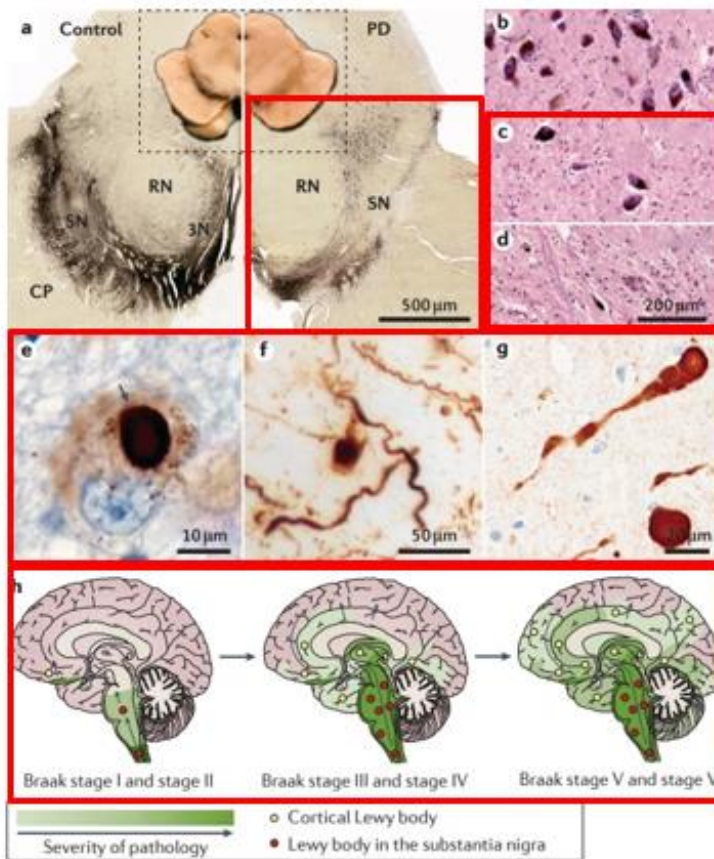 a Control PD
RN RN
SN 3N SN
CP
500 µm
b
c
d
200 µm
e f g
10 µm 50 µm
h
Braak stage I and stage II Braak stage III and stage IV Braak stage V and stage V
Severity of pathology
Cortical Lewy body
Lewy body in the substantia nigra